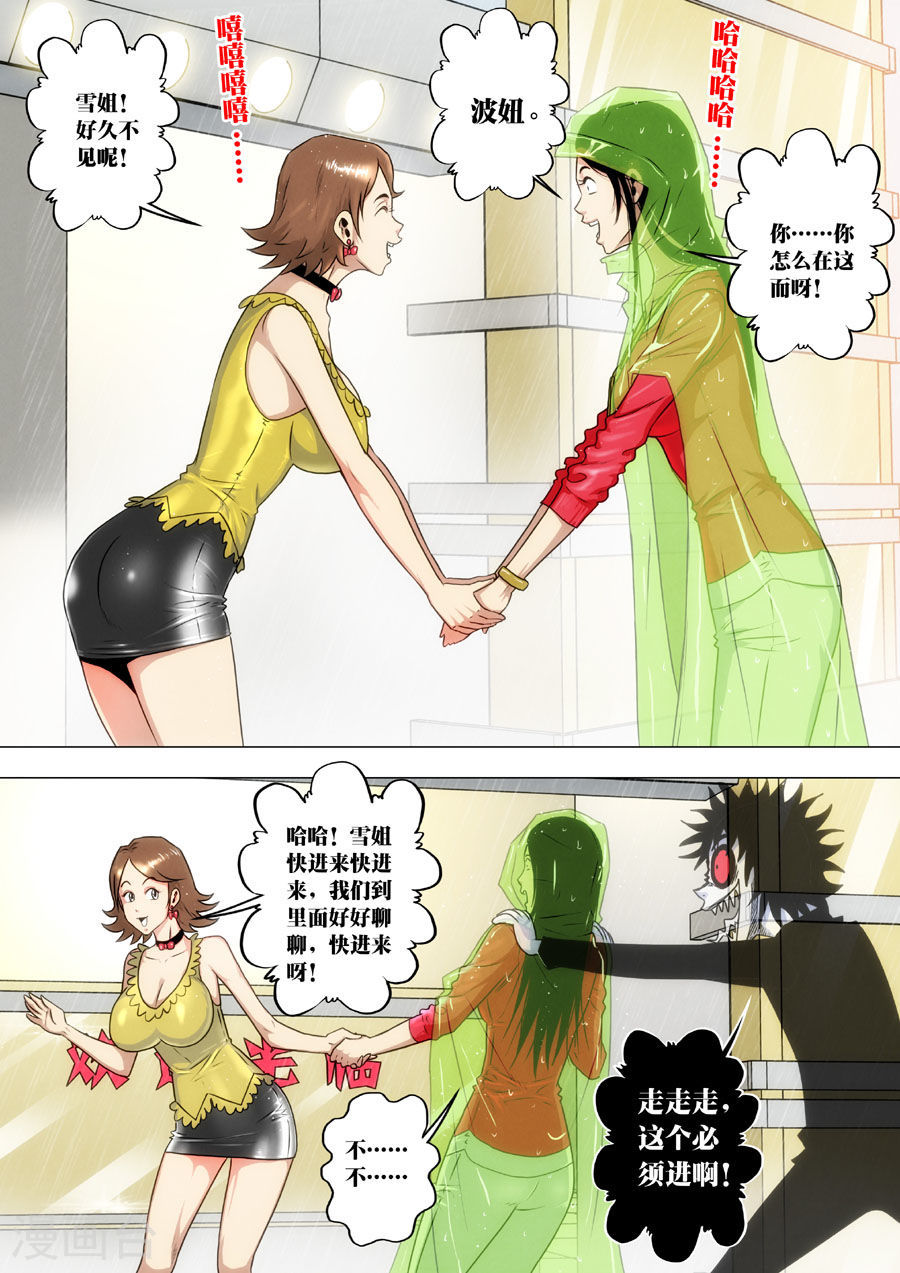 嘻嘻嘻嘻……
雪姐!
好久不
见呢!
波妞。
哈哈哈哈……
你……你
怎么在这
面呀!
哈哈!雪姐
快进来快进
来,我们到
里面好好聊
聊,快进来
呀!
不……
不……
走走走,
这个必
须进啊!
漫画台